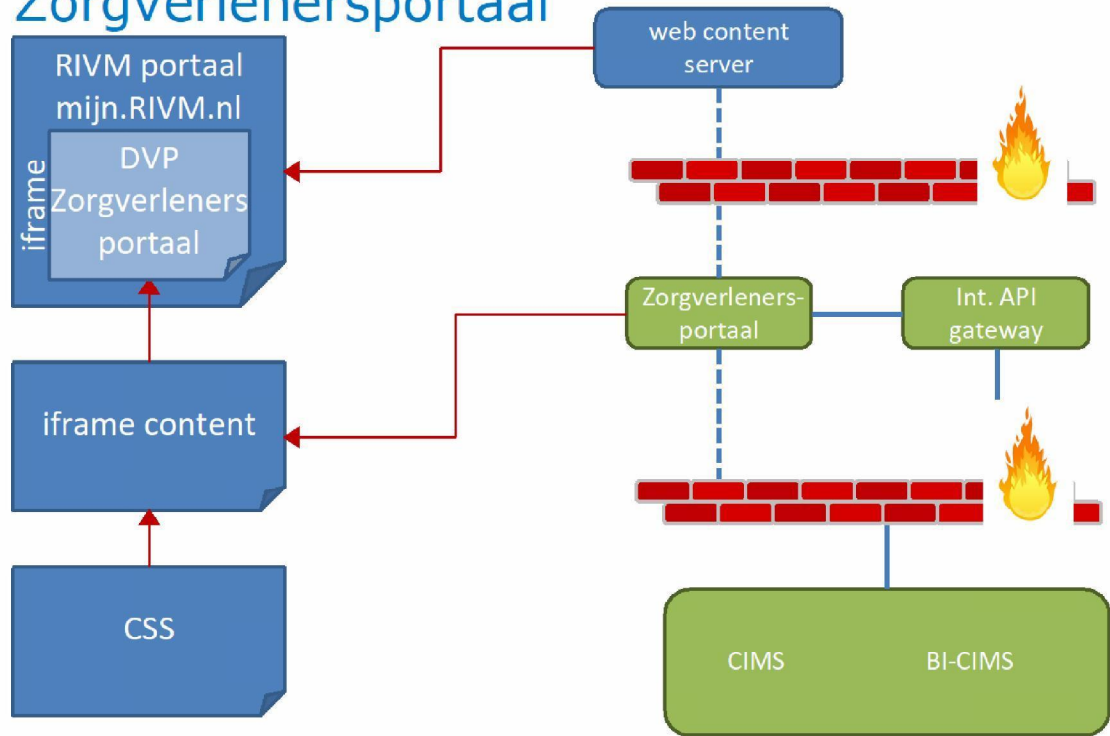 Zorgverlenersportaal
RIVM portaal
mijn.RIVM.nl
iframe
DVP
Zorgverleners
portaal
iframe content
CSS
web content
server
Zorgverleners-
portaal
Int. API
gateway
CIMS
BI-CIMS